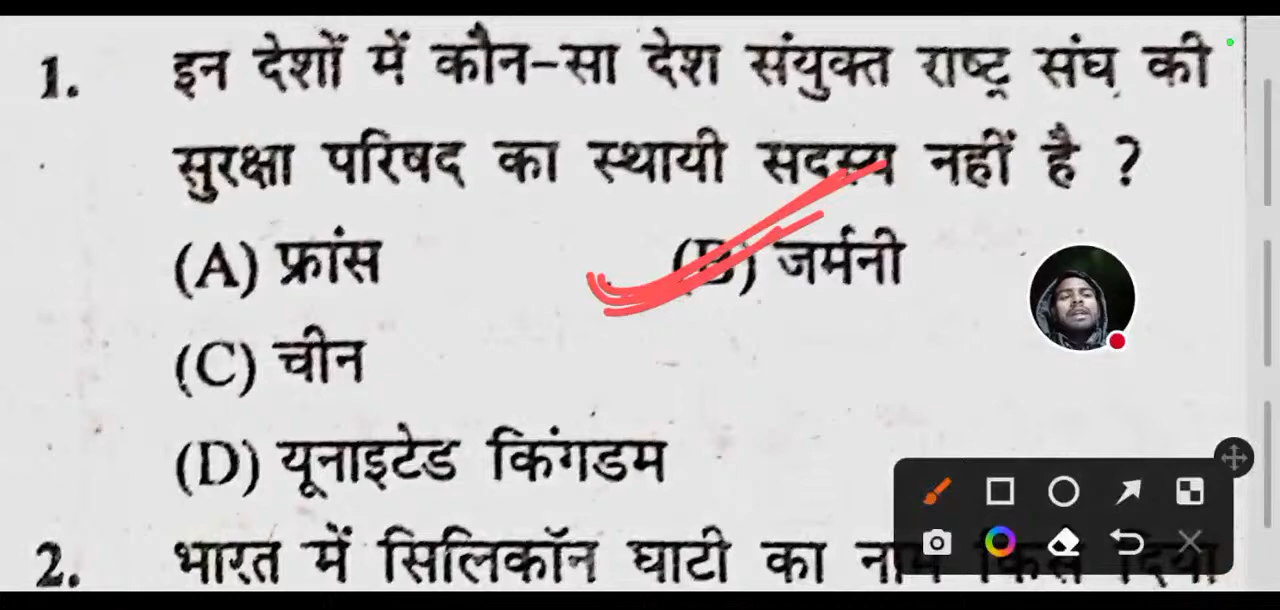 1. इन देशों में कौन-सा देश संयुक्त राष्ट्र संघ की
सुरक्षा परिषद का स्थायी सदस्य नहीं है ?
(A) फ्रांस (B) जर्मनी
(C) चीन
(D) यूनाइटेड किंगडम
2. भारत में सिलिकॉन घाटी का नाम किसे दिया